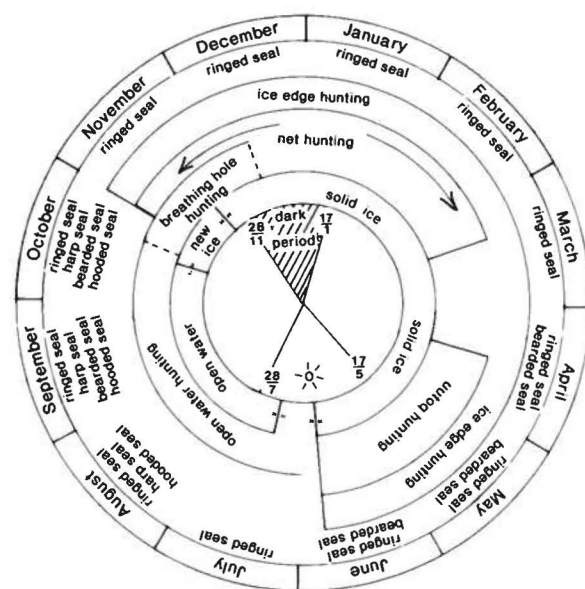 January
February
March
April
May
June
July
August
September
October
November
December
ringed seal
ringed seal
ringed seal
ringed seal
bearded seal
ringed seal
bearded seal
ringed seal
bearded seal
ringed seal
ringed seal
harp seal
hooded seal
ringed seal
harp seal
bearded seal
hooded seal
ringed seal
harp seal
bearded seal
hooded seal
ringed seal
ringed seal
ringed seal
ice edge hunting
net hunting
breathing hole
hunting
new
ice
solid ice
solid ice
uutoq hunting
ice edge hunting
open water
open water hunting
dark
period
28
11
17
1
28
7
17
5